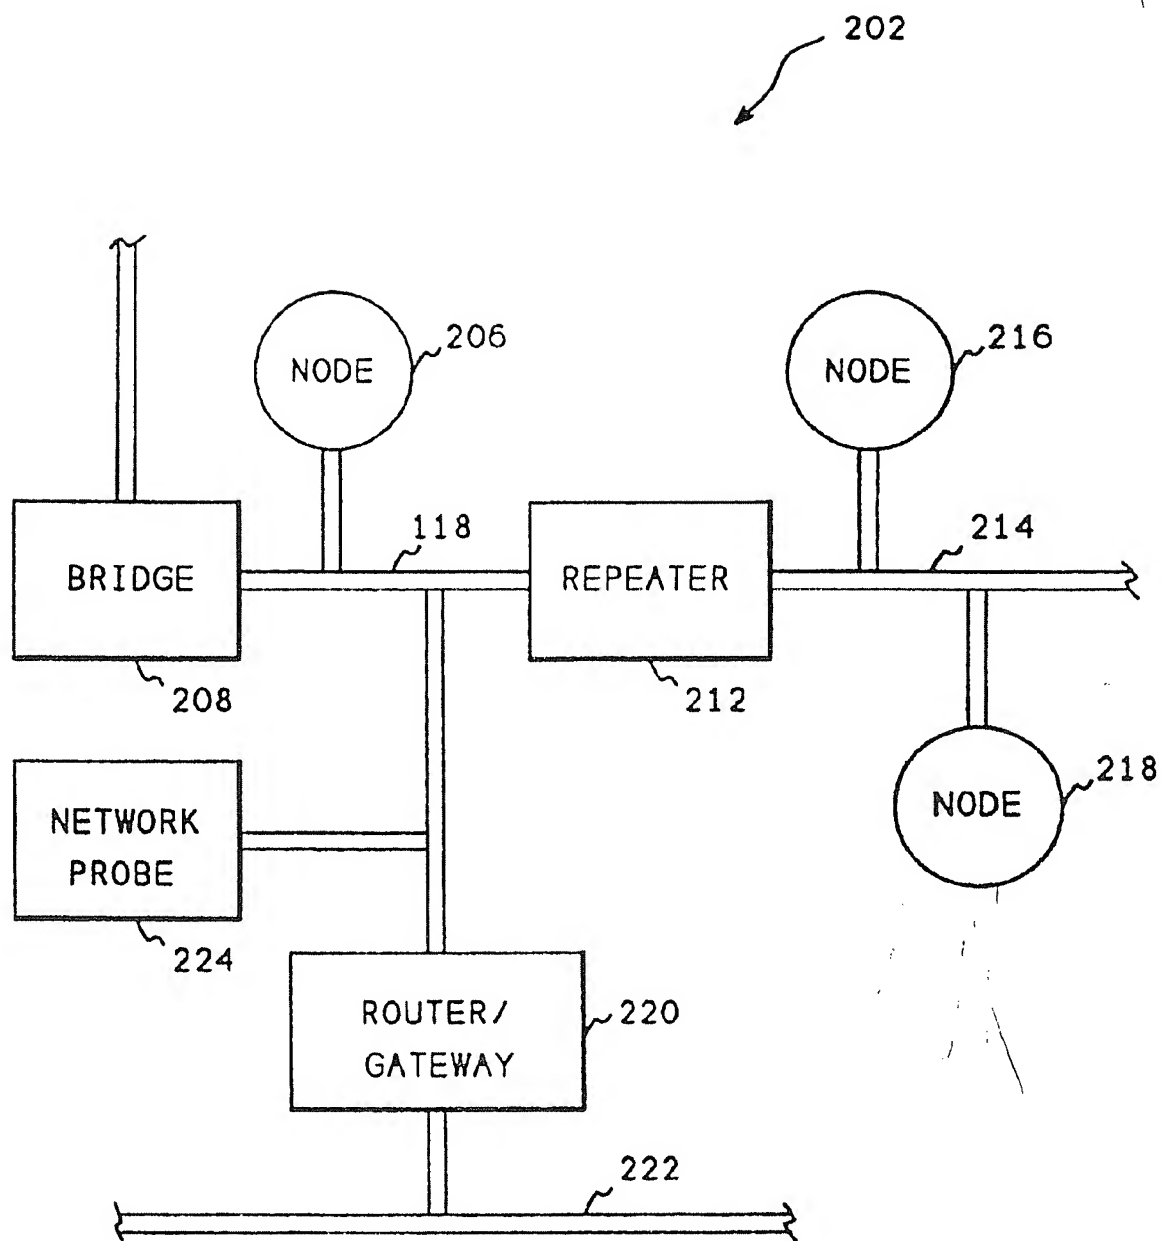 202
NODE
206
NODE
216
BRIDGE
118
REPEATER
214
208
212
NETWORK
PROBE
224
NODE
218
ROUTER/
GATEWAY
220
222